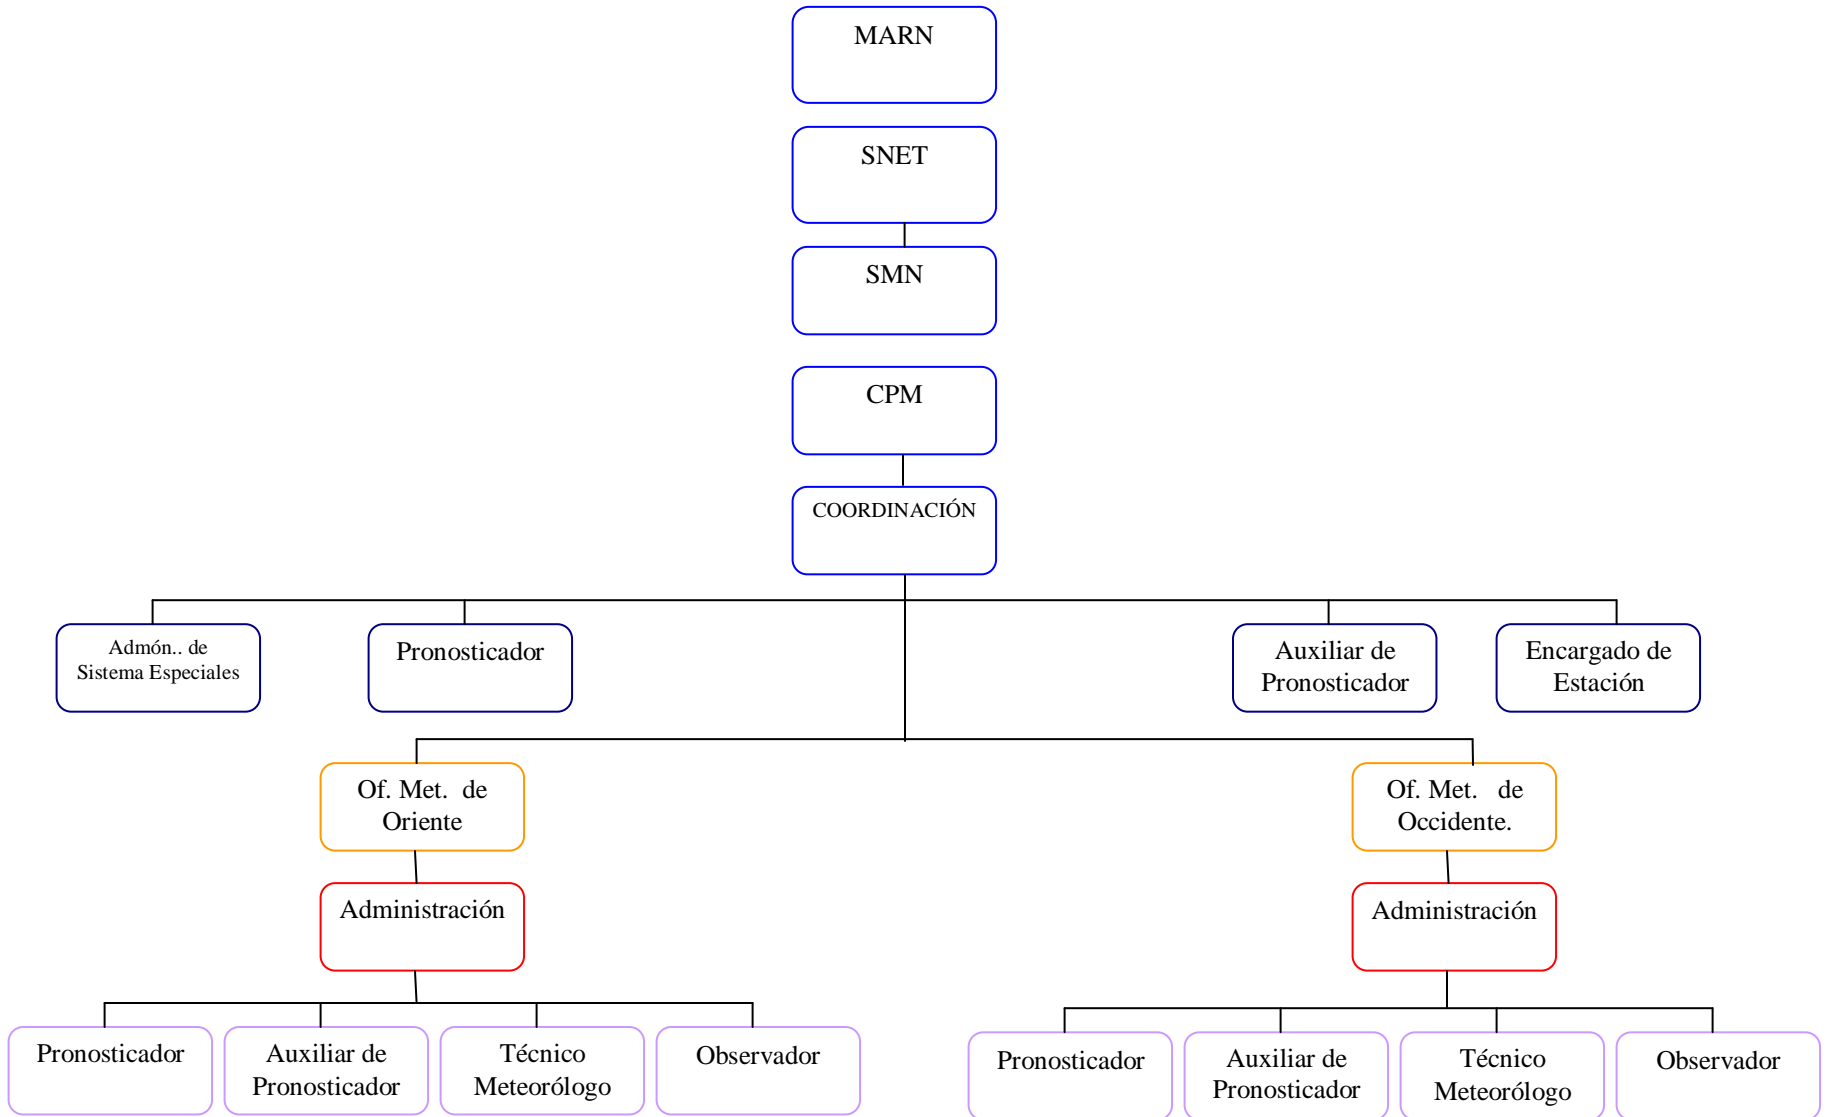 MARN
SNET
SMN
CPM
COORDINACIÓN
Admón.. de
Sistema Especiales
Pronosticador
Auxiliar de
Pronosticador
Encargado de
Estación
Of. Met. de
Oriente
Of. Met. de
Occidente.
Administración
Administración
Pronosticador
Auxiliar de
Pronosticador
Técnico
Meteorólogo
Observador
Pronosticador
Auxiliar de
Pronosticador
Técnico
Meteorólogo
Observador